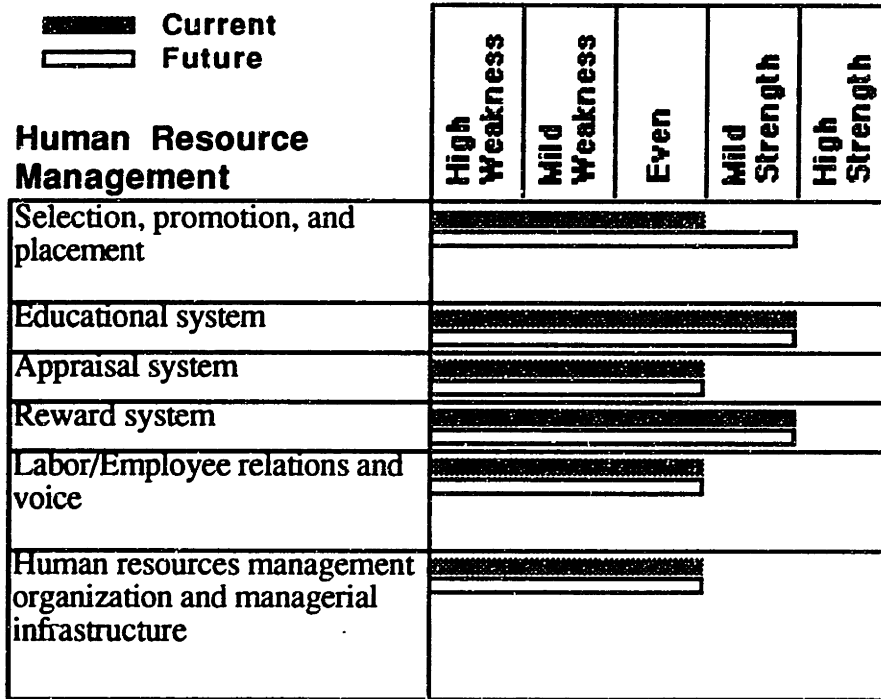 Current
Future
Human Resource
Management
High
Weakness
Mild
Weakness
Even
Mild
Strength
High
Strength
Selection, promotion, and
placement
Educational system
Appraisal system
Reward system
Labor/Employee relations and
voice
Human resources management
organization and managerial
infrastructure